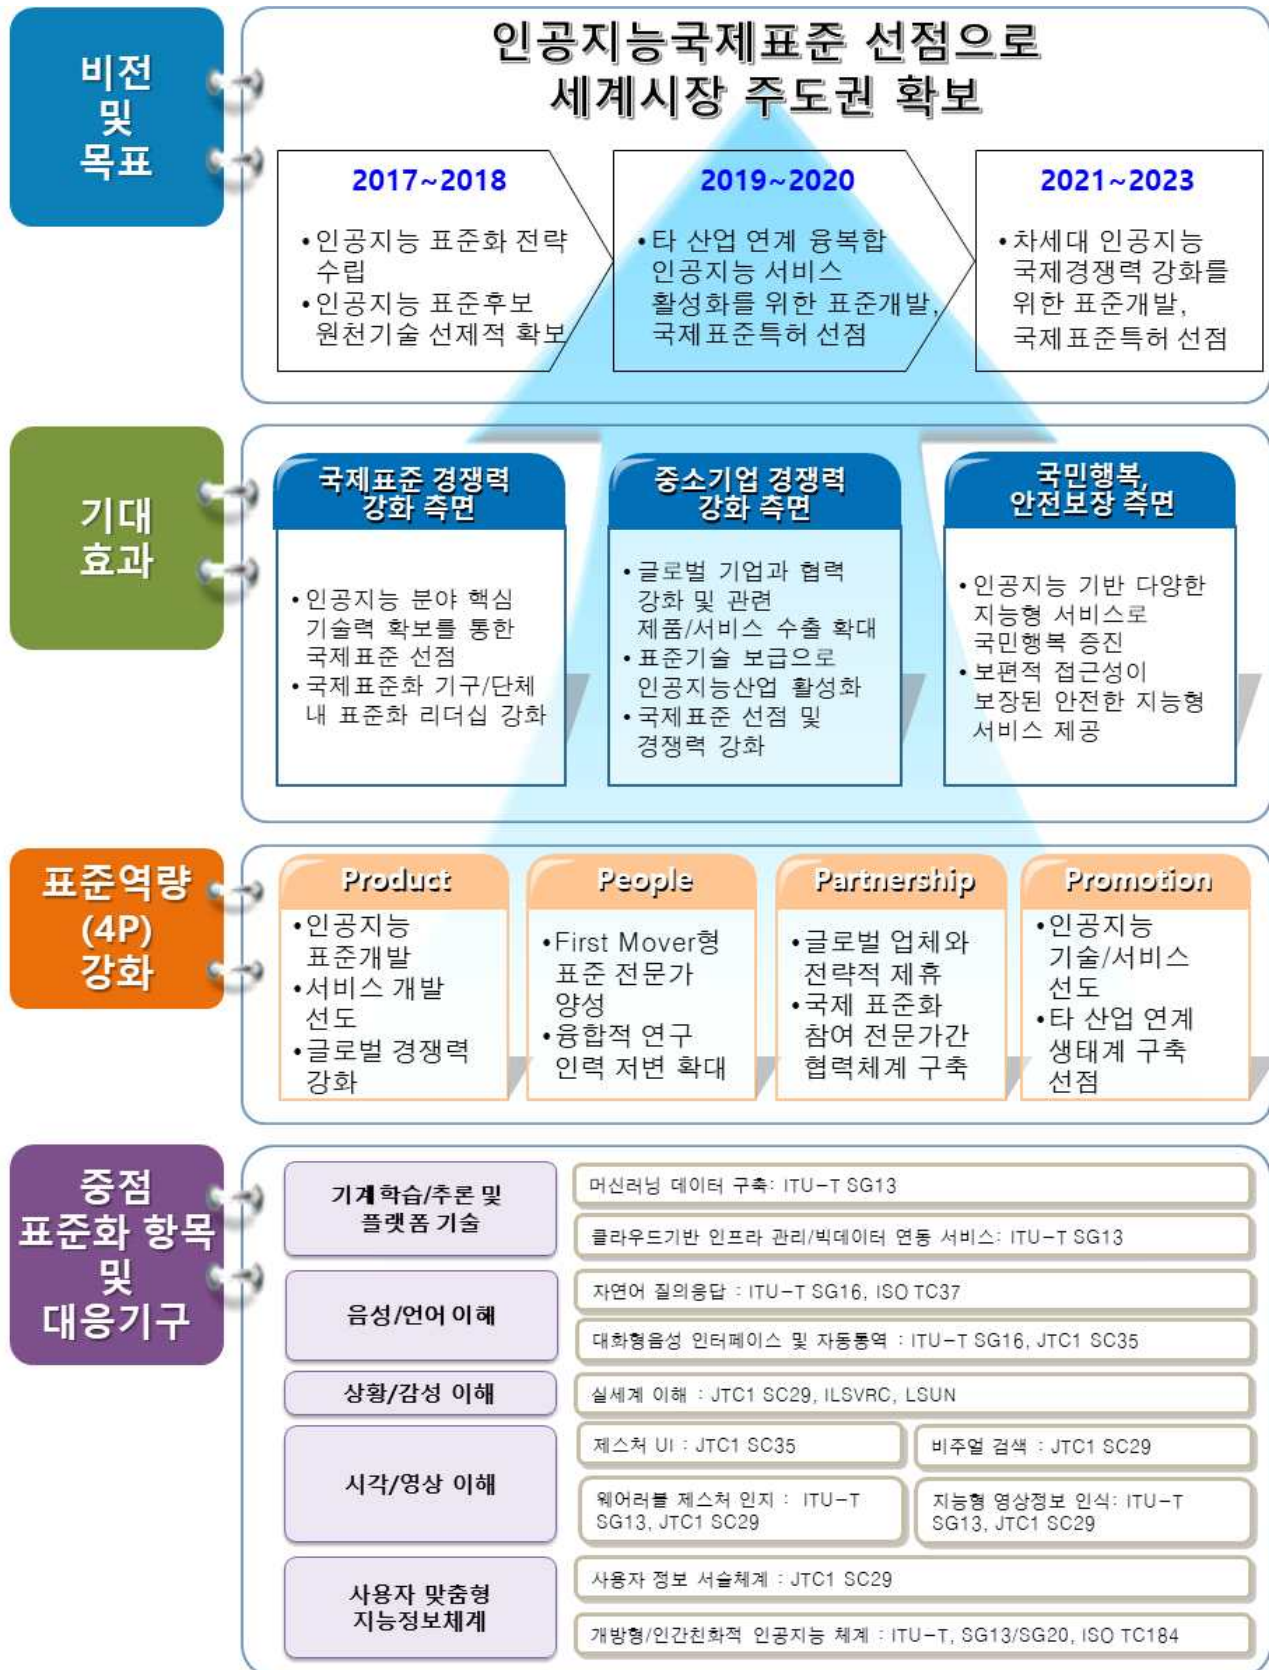 비전
및
목표
인공지능국제표준 선점으로
세계시장 주도권 확보
2017~2018
•인공지능 표준화 전략
수립
•인공지능 표준후보
원천기술 선제적 확보
2019~2020
•타 산업 연계 융복합
인공지능 서비스
활성화를 위한 표준개발,
국제표준특허 선점
2021~2023
•차세대 인공지능
국제경쟁력 강화를
위한 표준개발,
국제표준특허 선점
기대
효과
국제표준 경쟁력
강화 측면
•인공지능 분야 핵심
기술력 확보를 통한
국제표준 선점
•국제표준화 기구/단체
내 표준화 리더십 강화
중소기업 경쟁력
강화 측면
•글로벌 기업과 협력
강화 및 관련
제품/서비스 수출 확대
•표준기술 보급으로
인공지능산업 활성화
•국제표준 선점 및
경쟁력 강화
국민행복,
안전보장 측면
•인공지능 기반 다양한
지능형 서비스로
국민행복 증진
•보편적 접근성이
보장된 안전한 지능형
서비스 제공
표준역량
(4P)
강화
Product
•인공지능
표준개발
•서비스 개발
선도
•글로벌 경쟁력
강화
People
•First Mover형
표준 전문가
양성
•융합적 연구
인력 저변 확대
Partnership
•글로벌 업체와
전략적 제휴
•국제 표준화
참여 전문가간
협력체계 구축
Promotion
•인공지능
기술/서비스
선도
•타 산업 연계
생태계 구축
선점
중점
표준화 항목
및
대응기구
기계학습/추론 및
플랫폼 기술
머신러닝 데이터 구축: ITU-T SG13
클라우드기반 인프라 관리/빅데이터 연동 서비스: ITU-T SG13
음성/언어 이해
자연어 질의응답 : ITU-T SG16, ISO TC37
대화형음성 인터페이스 및 자동통역 : ITU-T SG16, JTC1 SC35
상황/감성 이해
실세계 이해 : JTC1 SC29, ILSVRC, LSUN
시각/영상 이해
제스처 UI : JTC1 SC35
비주얼 검색 : JTC1 SC29
웨어러블 제스처 인지 : ITU-T
SG13, JTC1 SC29
지능형 영상정보 인식: ITU-T
SG13, JTC1 SC29
사용자 맞춤형
지능정보체계
사용자 정보 서술체계 : JTC1 SC29
개방형/인간친화적 인공지능 체계 : ITU-T, SG13/SG20, ISO TC184